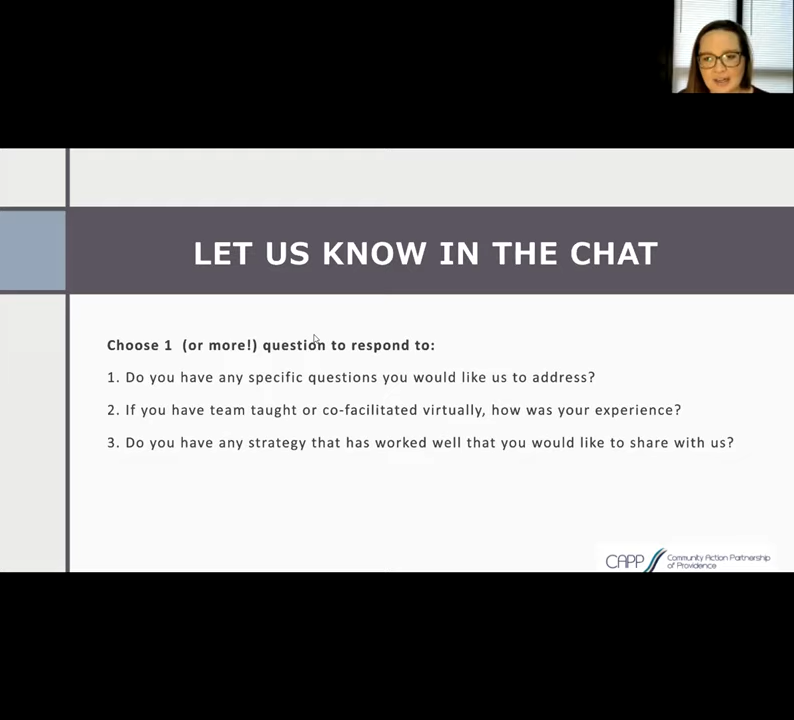 LET US KNOW IN THE CHAT
Choose 1 (or more!) question to respond to:
1. Do you have any specific questions you would like us to address?
2. If you have team taught or co-facilitated virtually, how was your experience?
3. Do you have any strategy that has worked well that you would like to share with us?
CAPP Community Action Partnership
of Providence